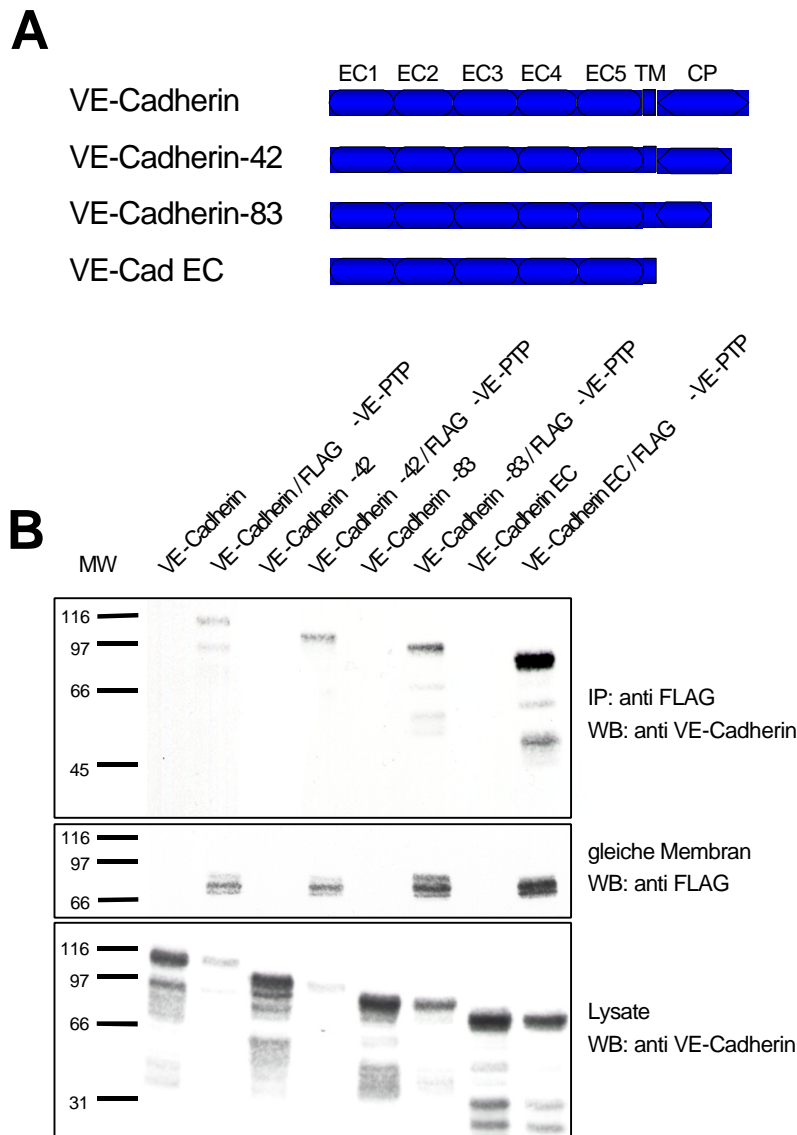 A
EC1 EC2 EC3 EC4 EC5 TM CP
VE-Cadherin
VE-Cadherin-42
VE-Cadherin-83
VE-Cad EC
B
MW
VE-Cadherin
VE-Cadherin / FLAG -VE-PTP
VE-Cadherin -42
VE-Cadherin -42 / FLAG -VE-PTP
VE-Cadherin -83
VE-Cadherin -83 / FLAG -VE-PTP
VE-Cadherin EC
VE-Cadherin EC / FLAG -VE-PTP
116
97
66
45
IP: anti FLAG
WB: anti VE-Cadherin
116
97
66
gleiche Membran
WB: anti FLAG
116
97
66
31
Lysate
WB: anti VE-Cadherin